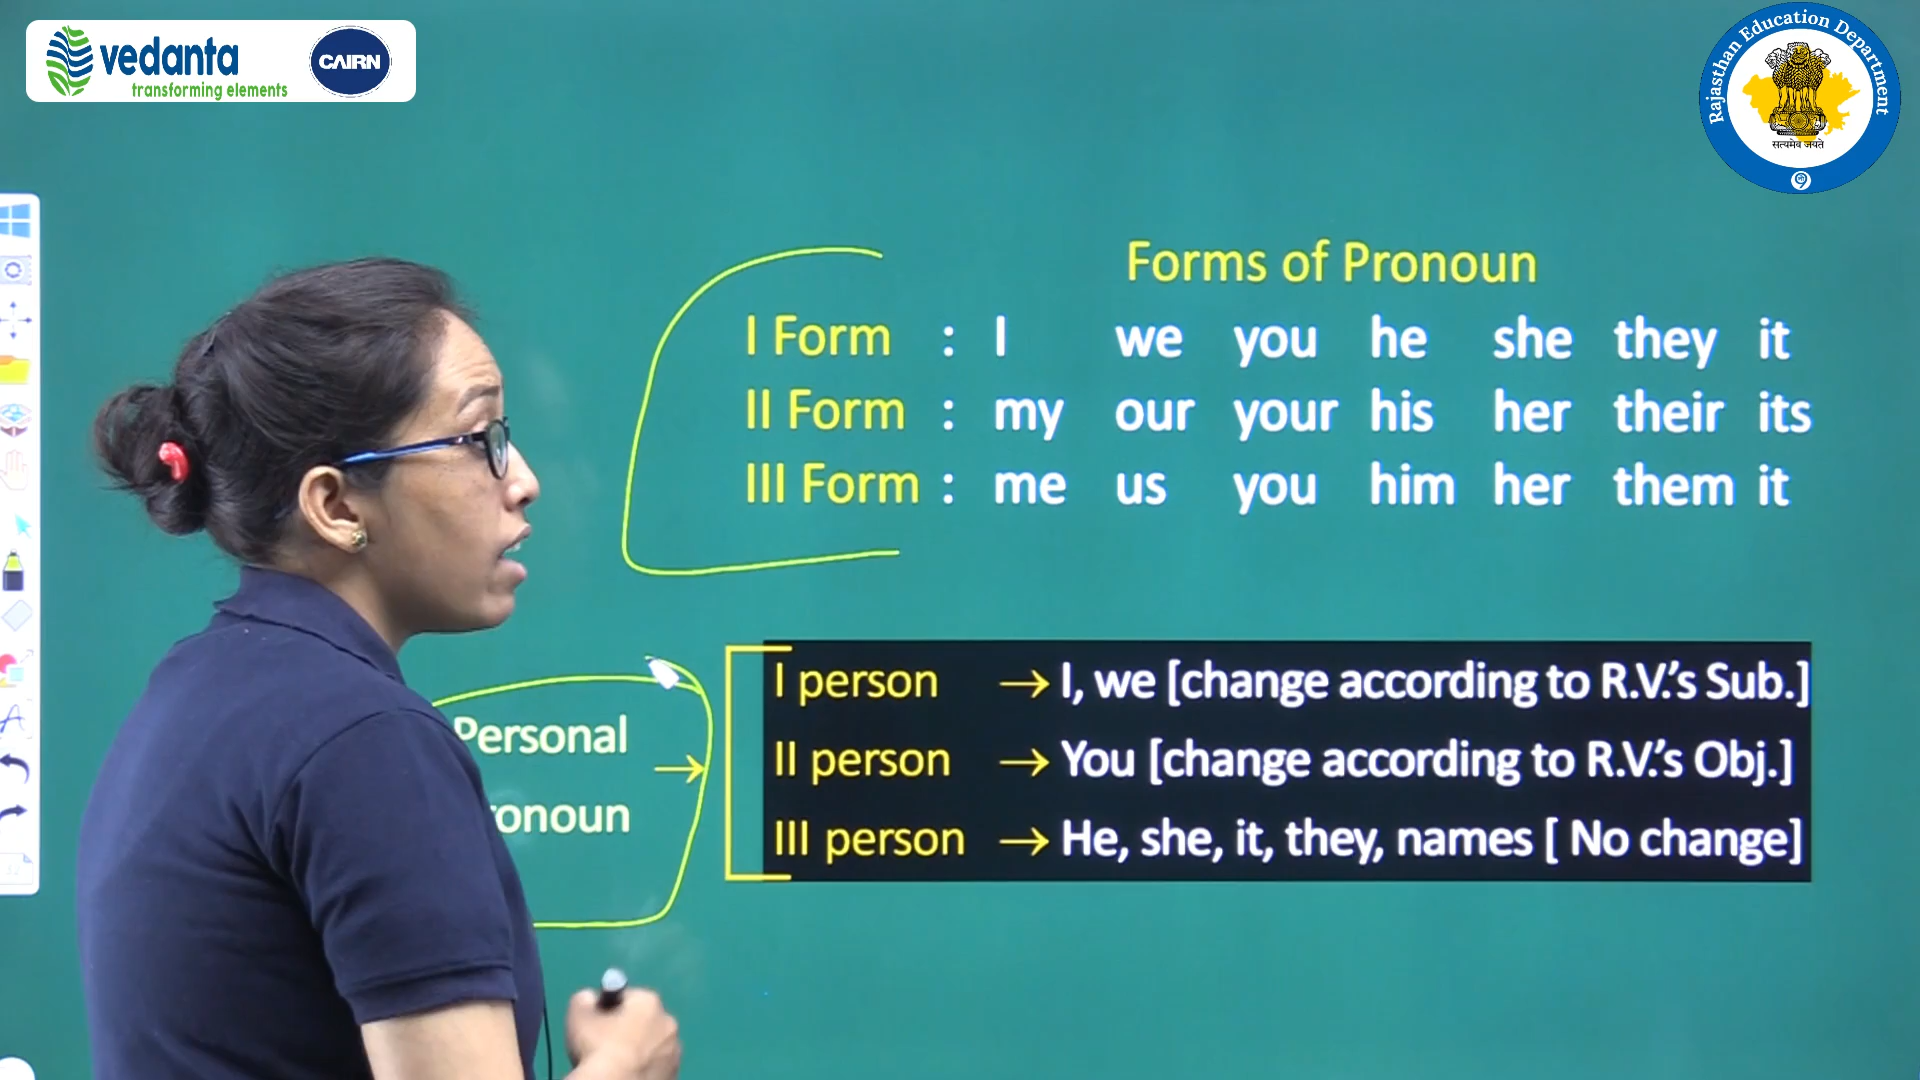 vedanta
transforming elements
CAIRN
Rajasthan Education Department
सत्यमेव जयते
Forms of Pronoun
I Form : I we you he she they it
II Form : my our your his her their its
III Form : me us you him her them it
Personal
ronoun
I person → I, we [change according to R.V.'s Sub.]
II person → You [change according to R.V.'s Obj.]
III person → He, she, it, they, names [ No change]